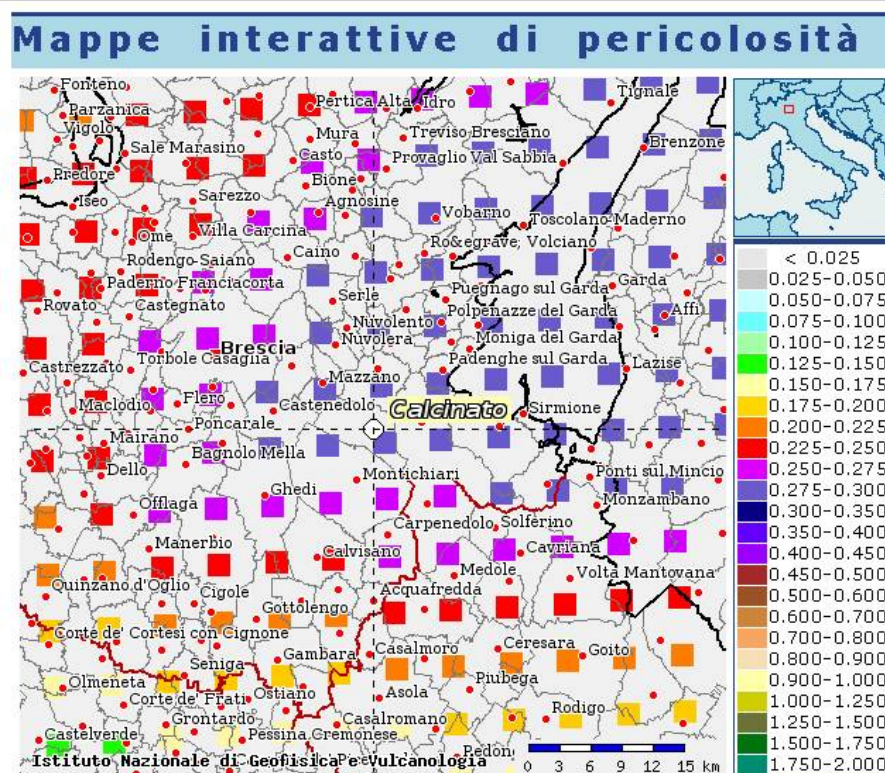 Mappe interattive di pericolosità
Fonteno
Pertica Alta Idro
Tignale
Parzanica
Vigolo
Mura
Treviso Bresciano
Brenzone
Sale Marasino
Casto
Provaglio Val Sabbia
Predore
Bione
Iseo
Sarezzo
Agnosine
Vobarno
Toscolano-Maderno
Ome
Villa Carcina
Ro&egrave; Volciano
Rodengo-Saiano
Caino
Paderno Franciacorta
Serle
Puegnago sul Garda
Garda
Rovato
Castegnato
Nuvolento
Polpenazze del Garda
Affi
Brescia
Nuvolera
Moniga del Garda
Castrezzato
Torbole Casaglia
Padenghe sul Garda
Lazise
Mazzano
Maclodio
Flero
Castenedolo
Calcinato
Sirmione
Poncarale
Mairano
Bagnolo Mella
Dello
Montichiari
Ponti sul Mincio
Ghedi
Monzambano
Offlaga
Carpenedolo
Solferino
Manerbio
Calvisano
Cavriana
Medole
Volta Mantovana
Quinzano d'Oglio
Cigole
Acquafredda
Gottolengo
Corte de' Cortesi con Cignone
Casalmoro
Ceresara
Seniga
Gambara
Goito
Olmeneta
Piubega
Corte de' Frati
Ostiano
Asola
Rodigo
Grontardo
Casalromano
Castelverde
Pessina Cremonese
Istituto Nazionale di Geofisica e Vulcanologia
0 3 6 9 12 15 km
< 0.025
0.025-0.050
0.050-0.075
0.075-0.100
0.100-0.125
0.125-0.150
0.150-0.175
0.175-0.200
0.200-0.225
0.225-0.250
0.250-0.275
0.275-0.300
0.300-0.350
0.350-0.400
0.400-0.450
0.450-0.500
0.500-0.600
0.600-0.700
0.700-0.800
0.800-0.900
0.900-1.000
1.000-1.250
1.250-1.500
1.500-1.750
1.750-2.000